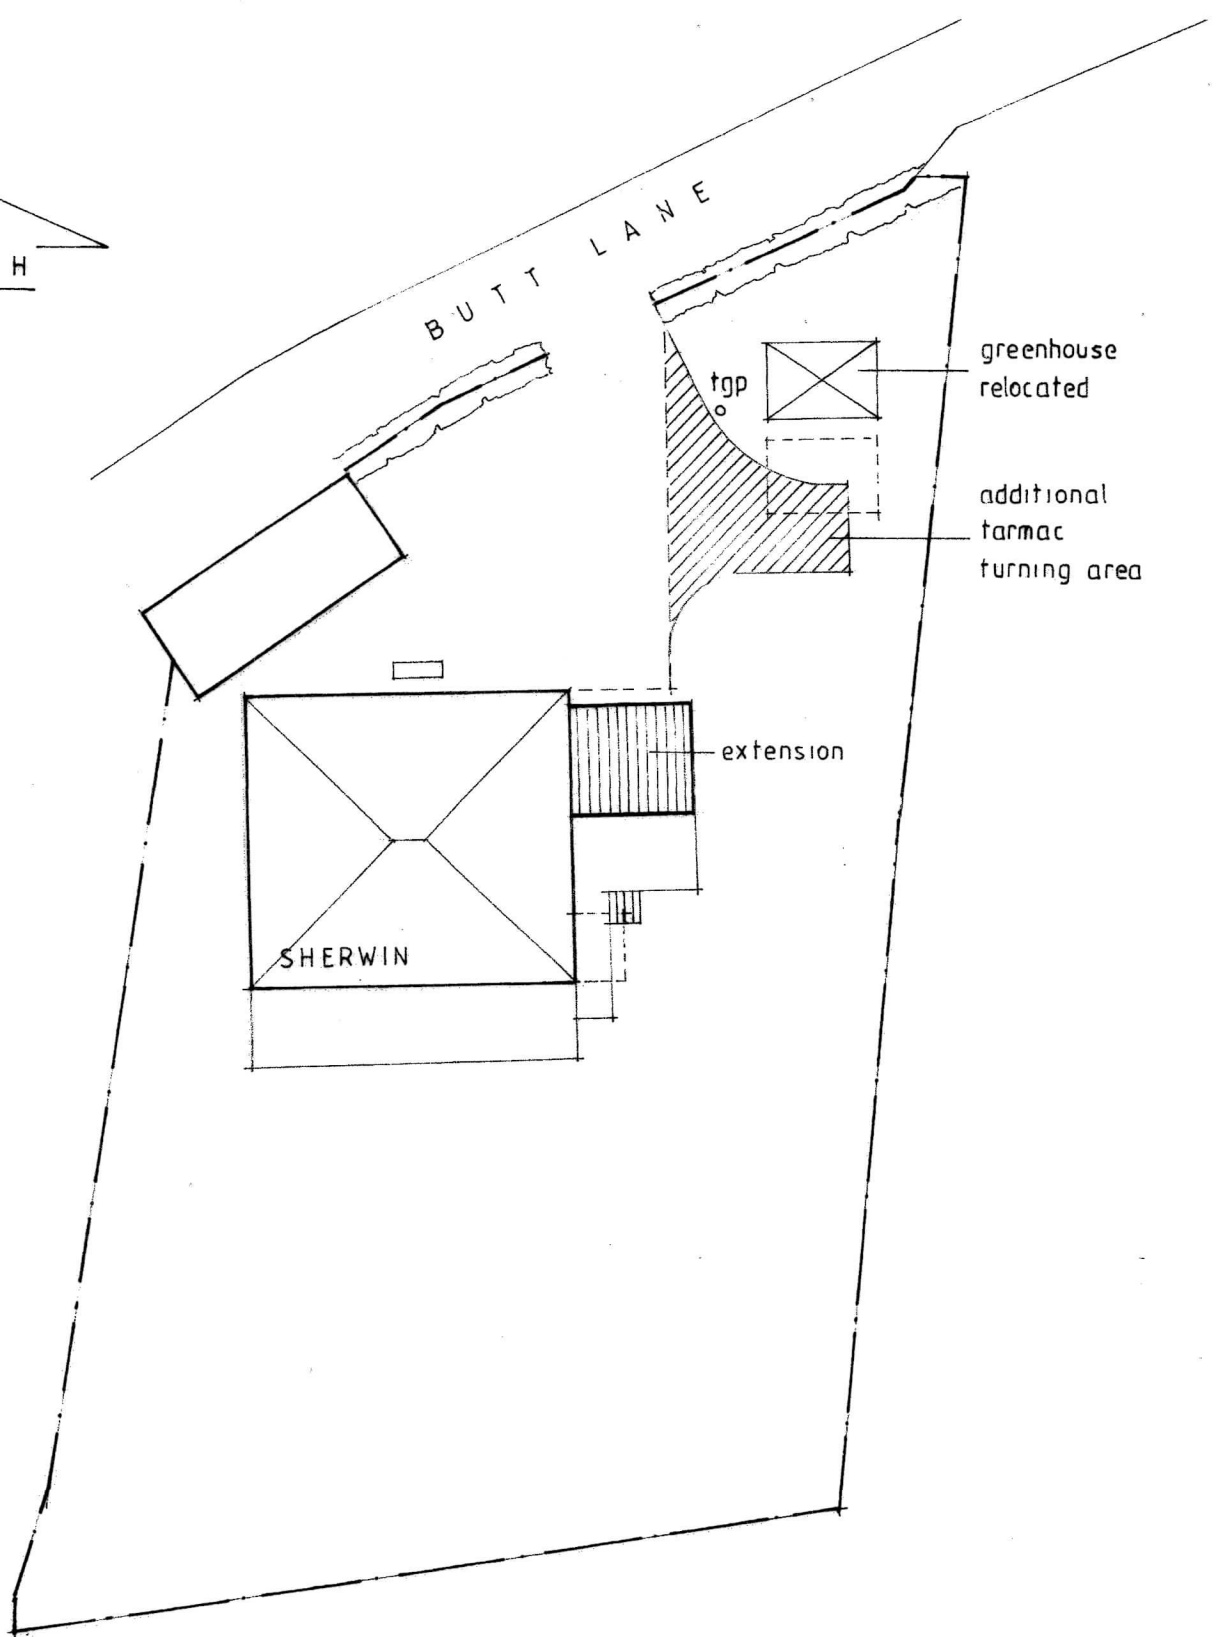 H
BUTT LANE
tgp
greenhouse
relocated
additional
tarmac
turning area
extension
SHERWIN